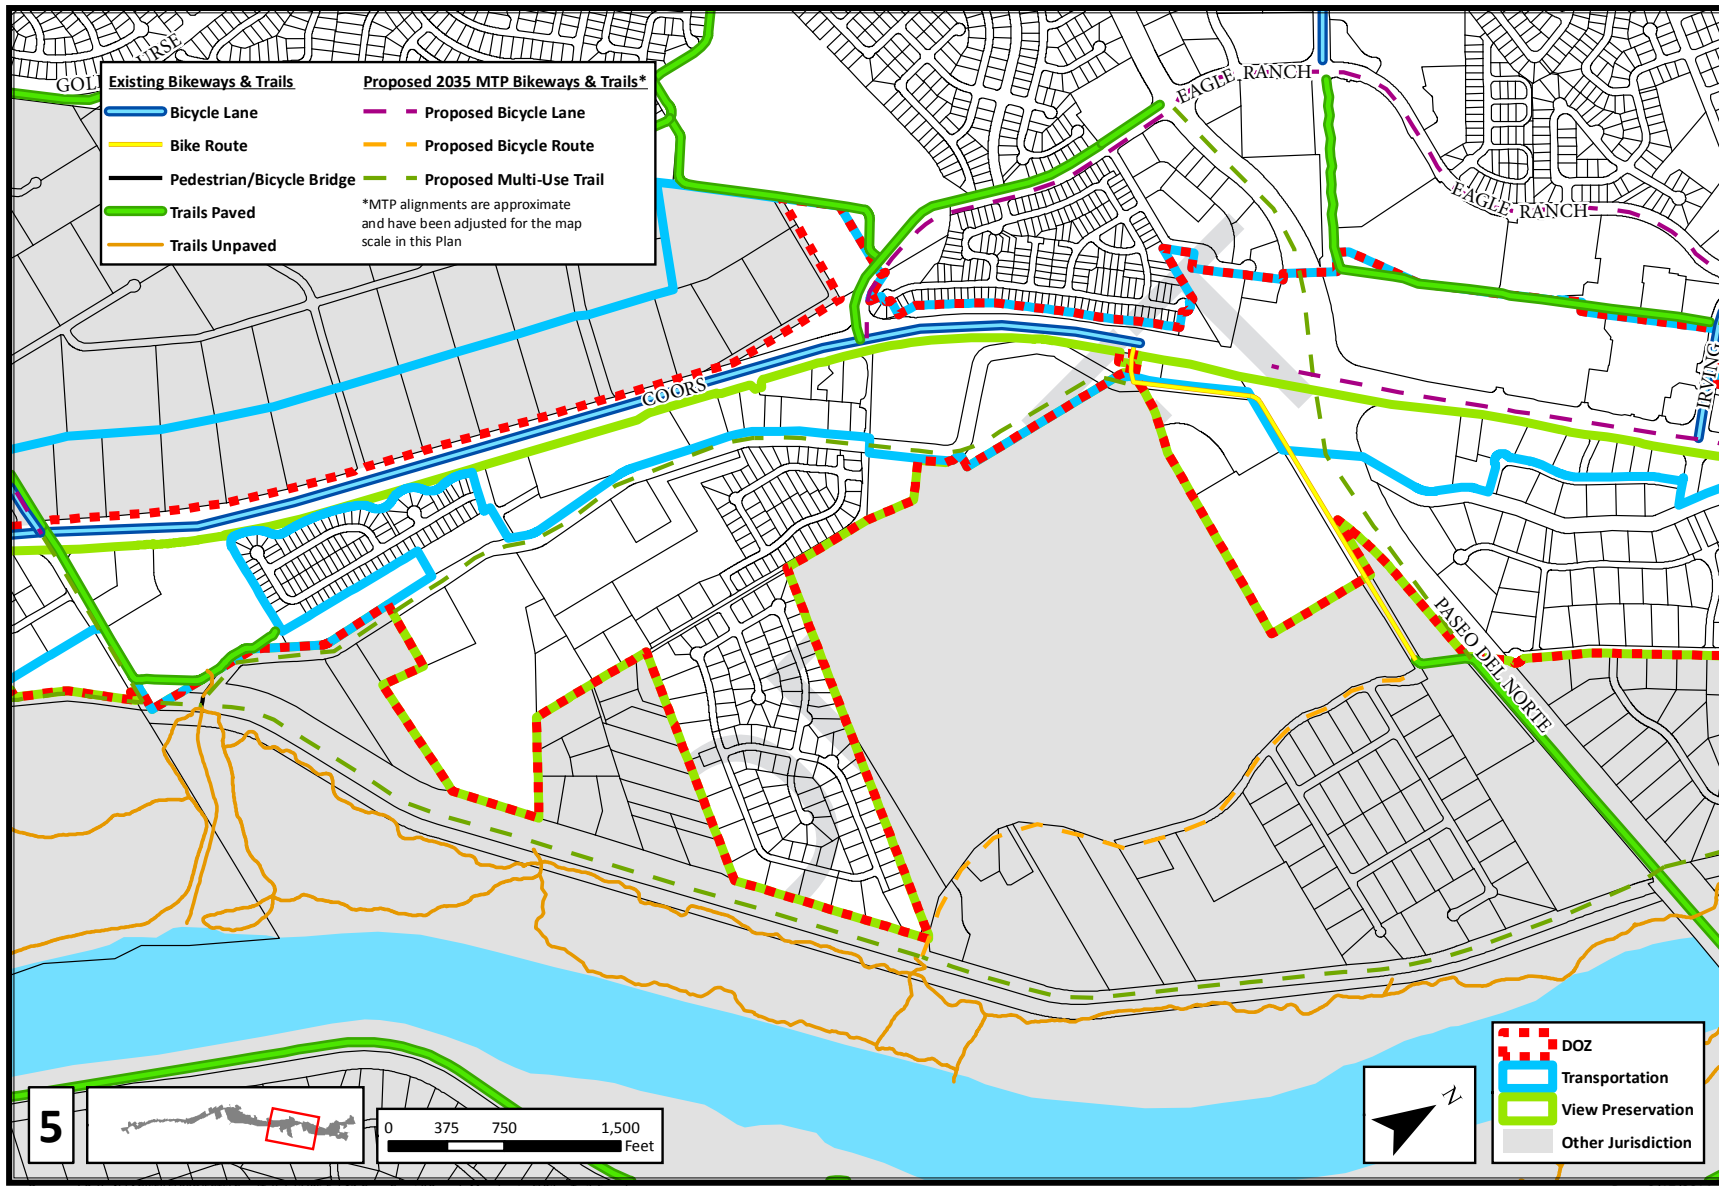 GOL URSE
Existing Bikeways & Trails
Bicycle Lane
Bike Route
Pedestrian/Bicycle Bridge
Trails Paved
Trails Unpaved
Proposed 2035 MTP Bikeways & Trails*
Proposed Bicycle Lane
Proposed Bicycle Route
Proposed Multi-Use Trail
*MTP alignments are approximate
and have been adjusted for the map
scale in this Plan
EAGLE RANCH
EAGLE RANCH
IRVING
COORS
PASEO DEL NORTE
5
0 375 750 1,500
Feet
N
DOZ
Transportation
View Preservation
Other Jurisdiction